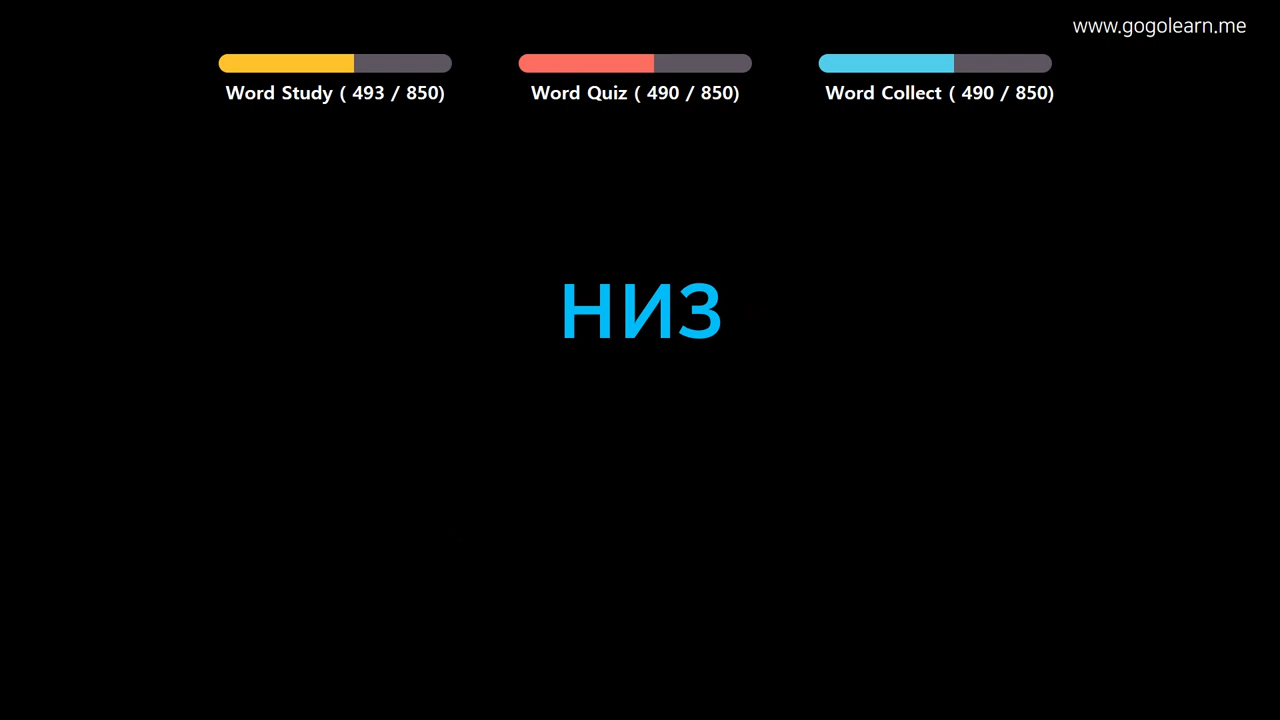 www.gogolearn.me
Word Study ( 493 / 850)
Word Quiz ( 490 / 850)
Word Collect ( 490 / 850)
низ